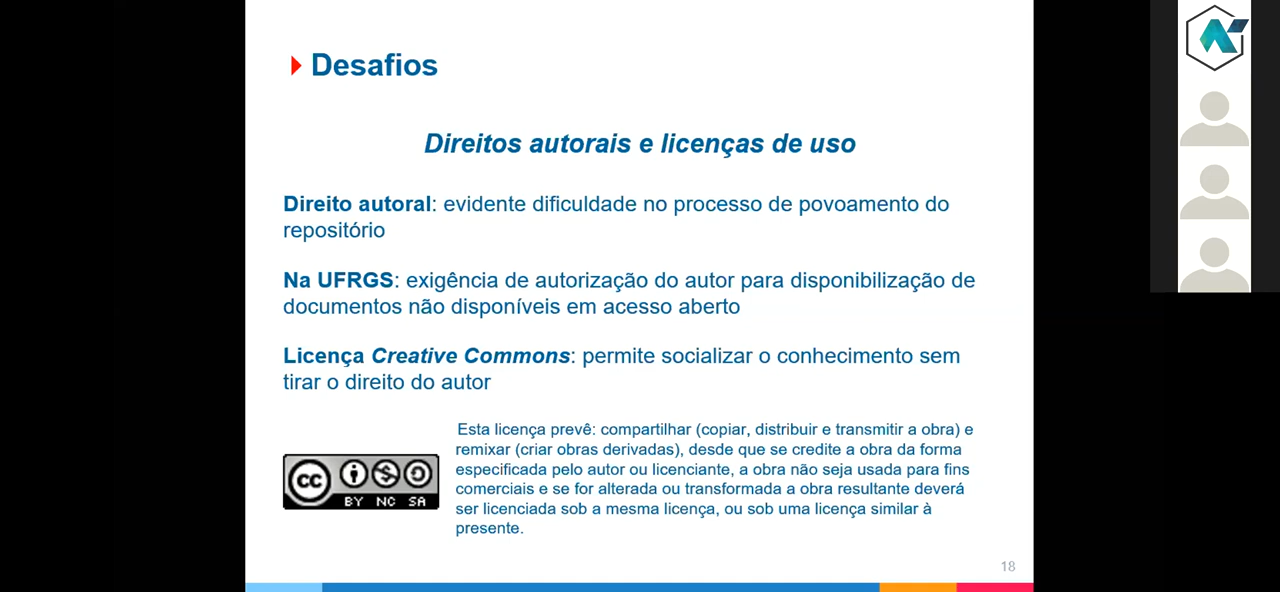 Desafios
Direitos autorais e licenças de uso
Direito autoral: evidente dificuldade no processo de povoamento do
repositório
Na UFRGS: exigência de autorização do autor para disponibilização de
documentos não disponíveis em acesso aberto
Licença Creative Commons: permite socializar o conhecimento sem
tirar o direito do autor
Esta licença prevê: compartilhar (copiar, distribuir e transmitir a obra) e
remixar (criar obras derivadas), desde que se credite a obra da forma
especificada pelo autor ou licenciante, a obra não seja usada para fins
comerciais e se for alterada ou transformada a obra resultante deverá
ser licenciada sob a mesma licença, ou sob uma licença similar à
presente.
cc
BY NC SA
18